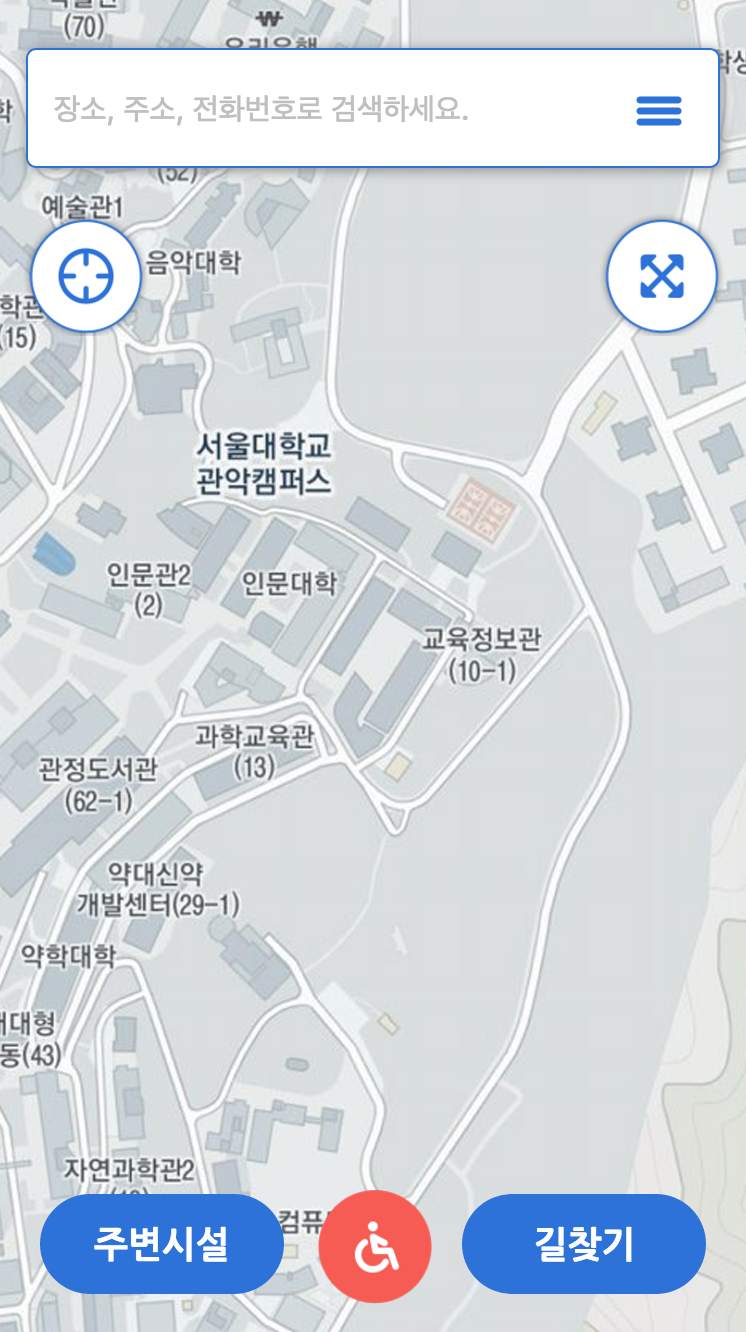 (70)
₩
우리은행
장소, 주소, 전화번호로 검색하세요.
(52)
예술관1
음악대학
(15)
서울대학교
관악캠퍼스
인문관2
(2)
인문대학
교육정보관
(10-1)
과학교육관
(13)
관정도서관
(62-1)
약대신약
개발센터(29-1)
약학대학
동(43)
자연과학관2
주변시설
길찾기